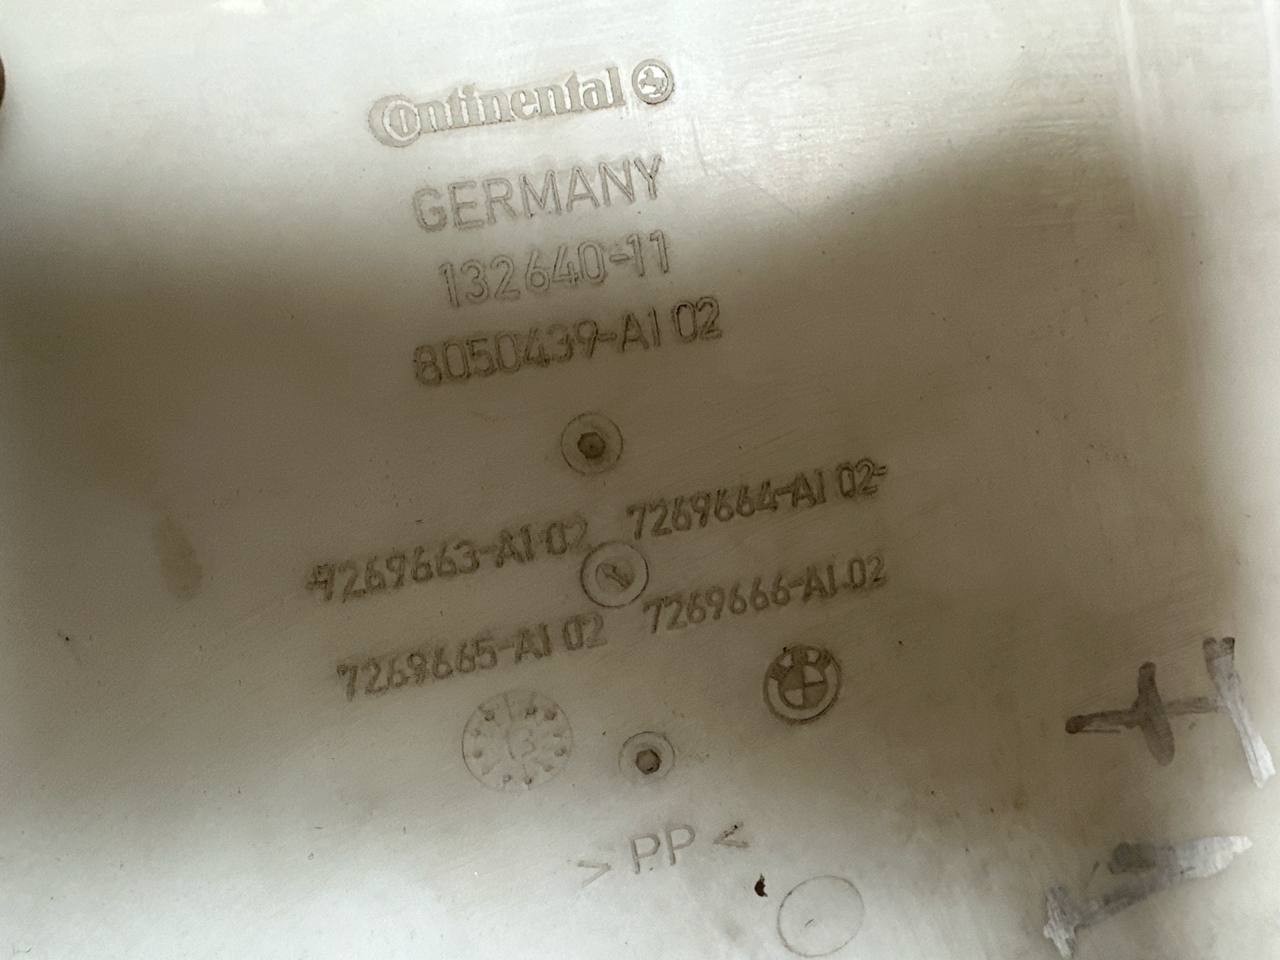 Continental
GERMANY
132640-11
8050439-AI 02
7269663-AI 02 7269664-AI 02
7269665-AI 02 7269666-AI 02
13
> PP <